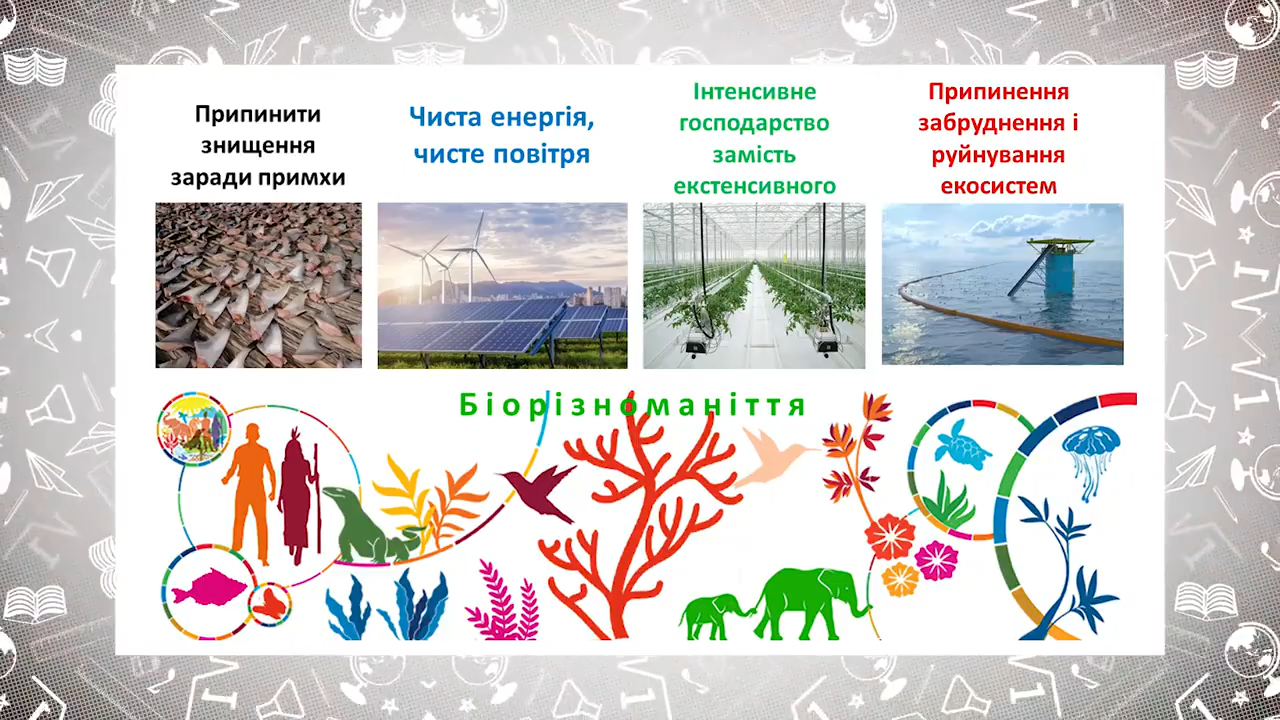 Припинити
знищення
заради примхи
Чиста енергія,
чисте повітря
Інтенсивне
господарство
замість
екстенсивного
Припинення
забруднення і
руйнування
екосистем
Біорізноманіття